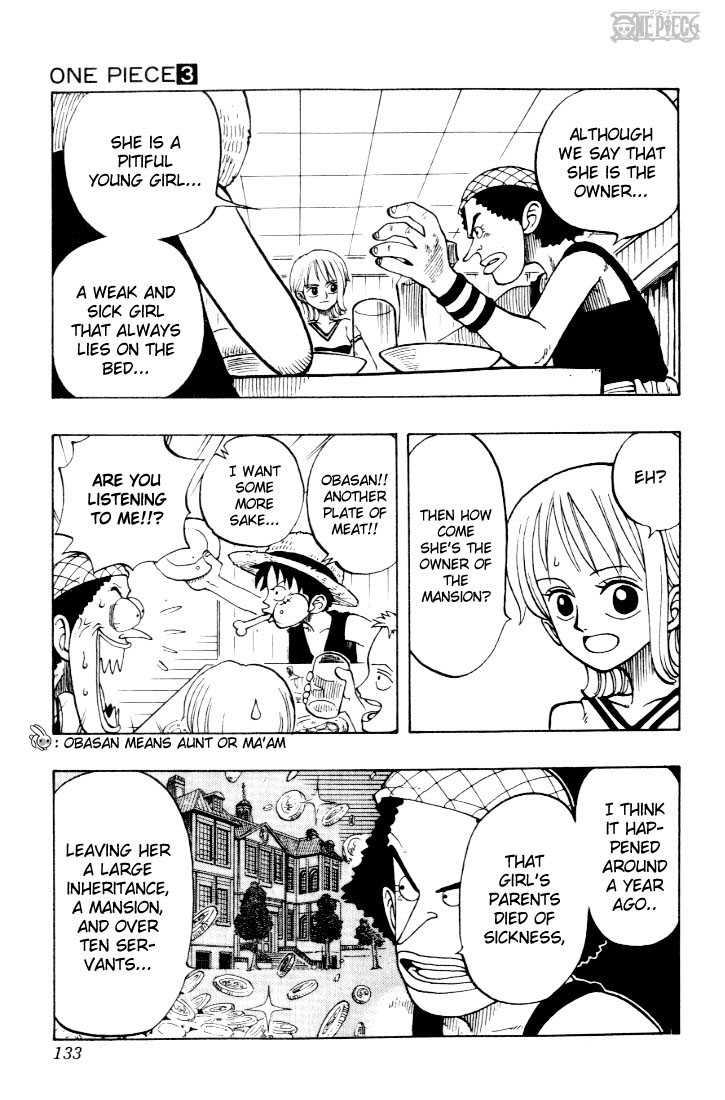 ONE PIECE
ONE PIECE 3
ALTHOUGH
WE SAY THAT
SHE IS THE
OWNER...
SHE IS A
PITIFUL
YOUNG GIRL...
A WEAK AND
SICK GIRL
THAT ALWAYS
LIES ON THE
BED...
EH?
THEN HOW
COME
SHE'S THE
OWNER OF
THE
MANSION?
OBASAN!!
ANOTHER
PLATE OF
MEAT!!
I WANT
SOME
MORE
SAKE...
ARE YOU
LISTENING
TO ME!!?
: OBASAN MEANS AUNT OR MA'AM
I THINK
IT HAP-
PENED
AROUND
A YEAR
AGO..
THAT
GIRL'S
PARENTS
DIED OF
SICKNESS,
LEAVING HER
A LARGE
INHERITANCE,
A MANSION,
AND OVER
TEN SER-
VANTS...
133